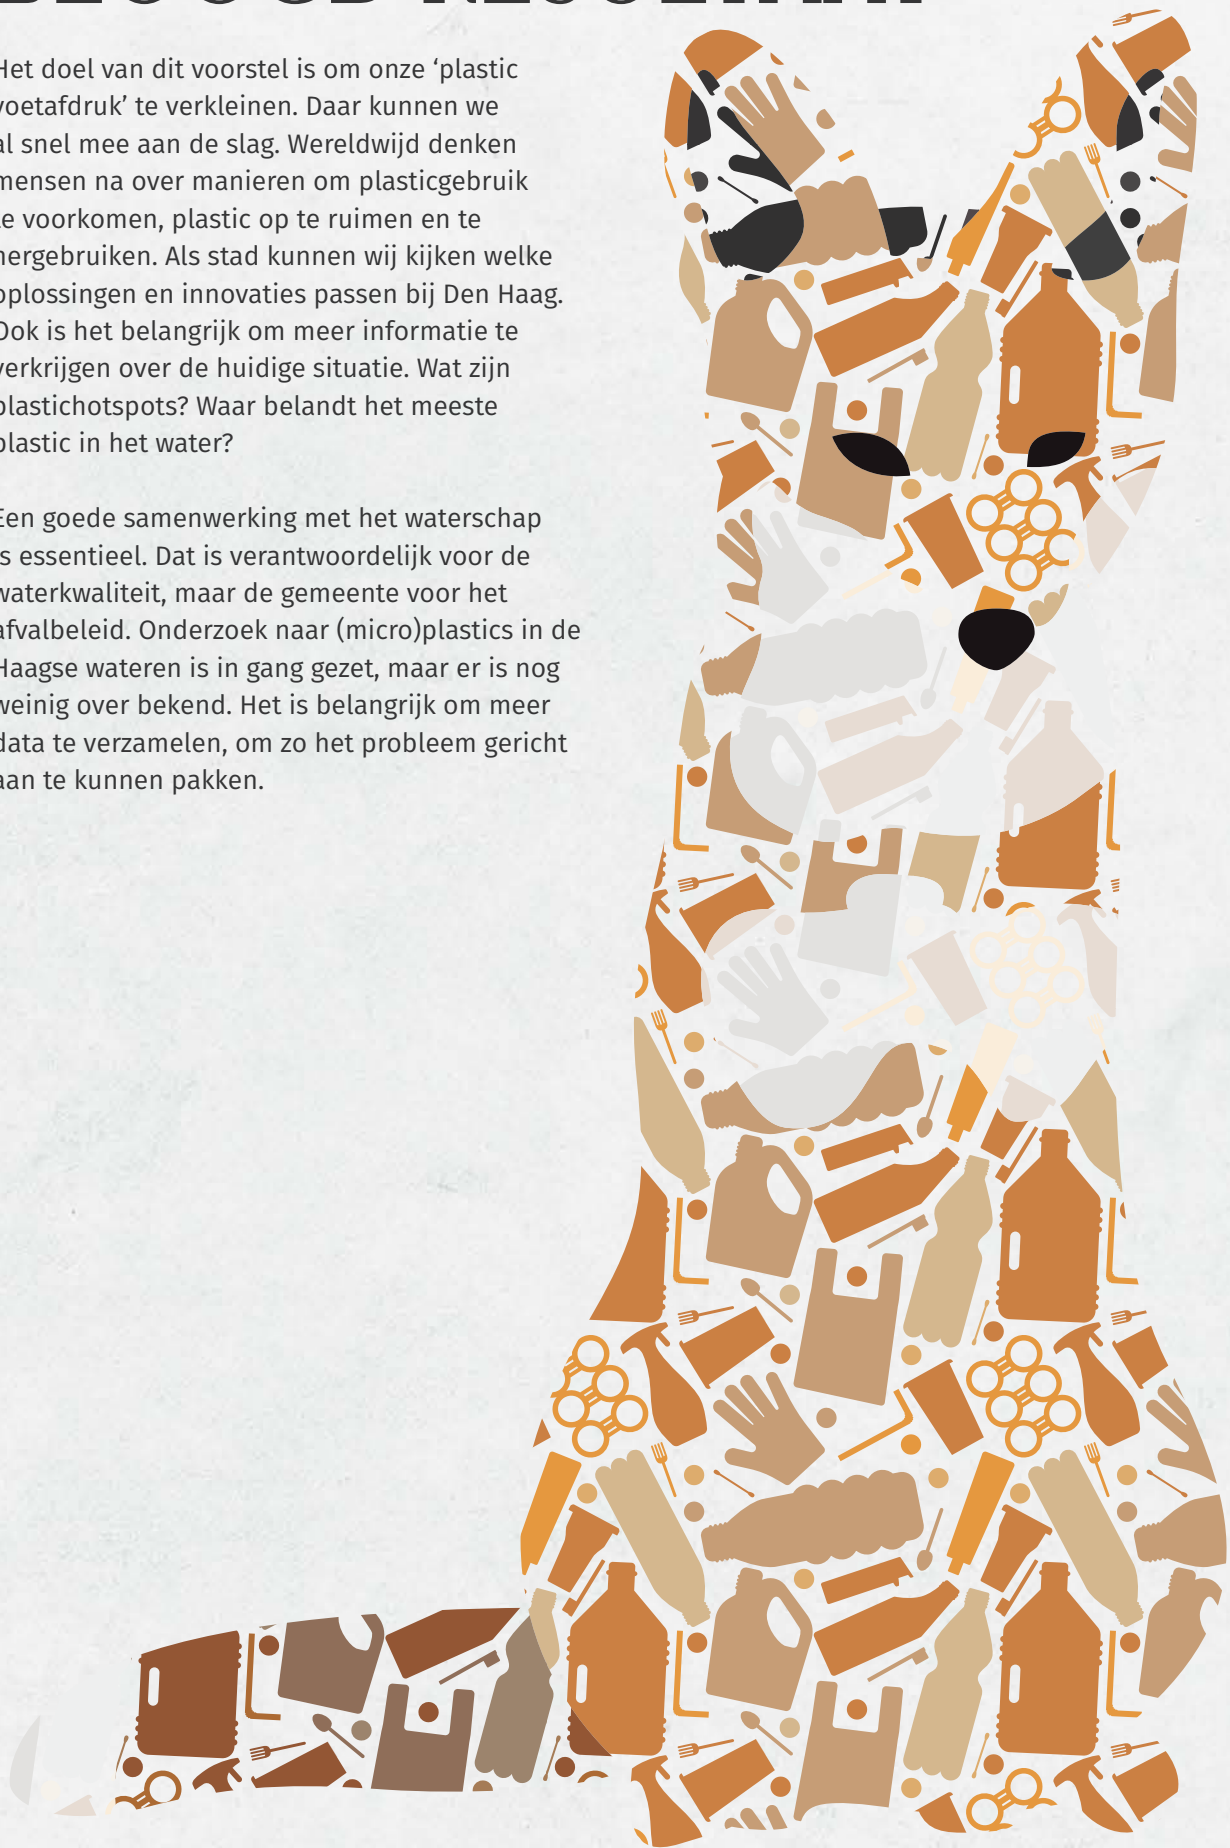 Het doel van dit voorstel is om onze ‘plastic
voetafdruk’ te verkleinen. Daar kunnen we
al snel mee aan de slag. Wereldwijd denken
mensen na over manieren om plasticgebruik
te voorkomen, plastic op te ruimen en te
hergebruiken. Als stad kunnen wij kijken welke
oplossingen en innovaties passen bij Den Haag.
Ook is het belangrijk om meer informatie te
verkrijgen over de huidige situatie. Wat zijn
plastichotspots? Waar belandt het meeste
plastic in het water?
Een goede samenwerking met het waterschap
is essentieel. Dat is verantwoordelijk voor de
waterkwaliteit, maar de gemeente voor het
afvalbeleid. Onderzoek naar (micro)plastics in de
Haagse wateren is in gang gezet, maar er is nog
weinig over bekend. Het is belangrijk om meer
data te verzamelen, om zo het probleem gericht
aan te kunnen pakken.